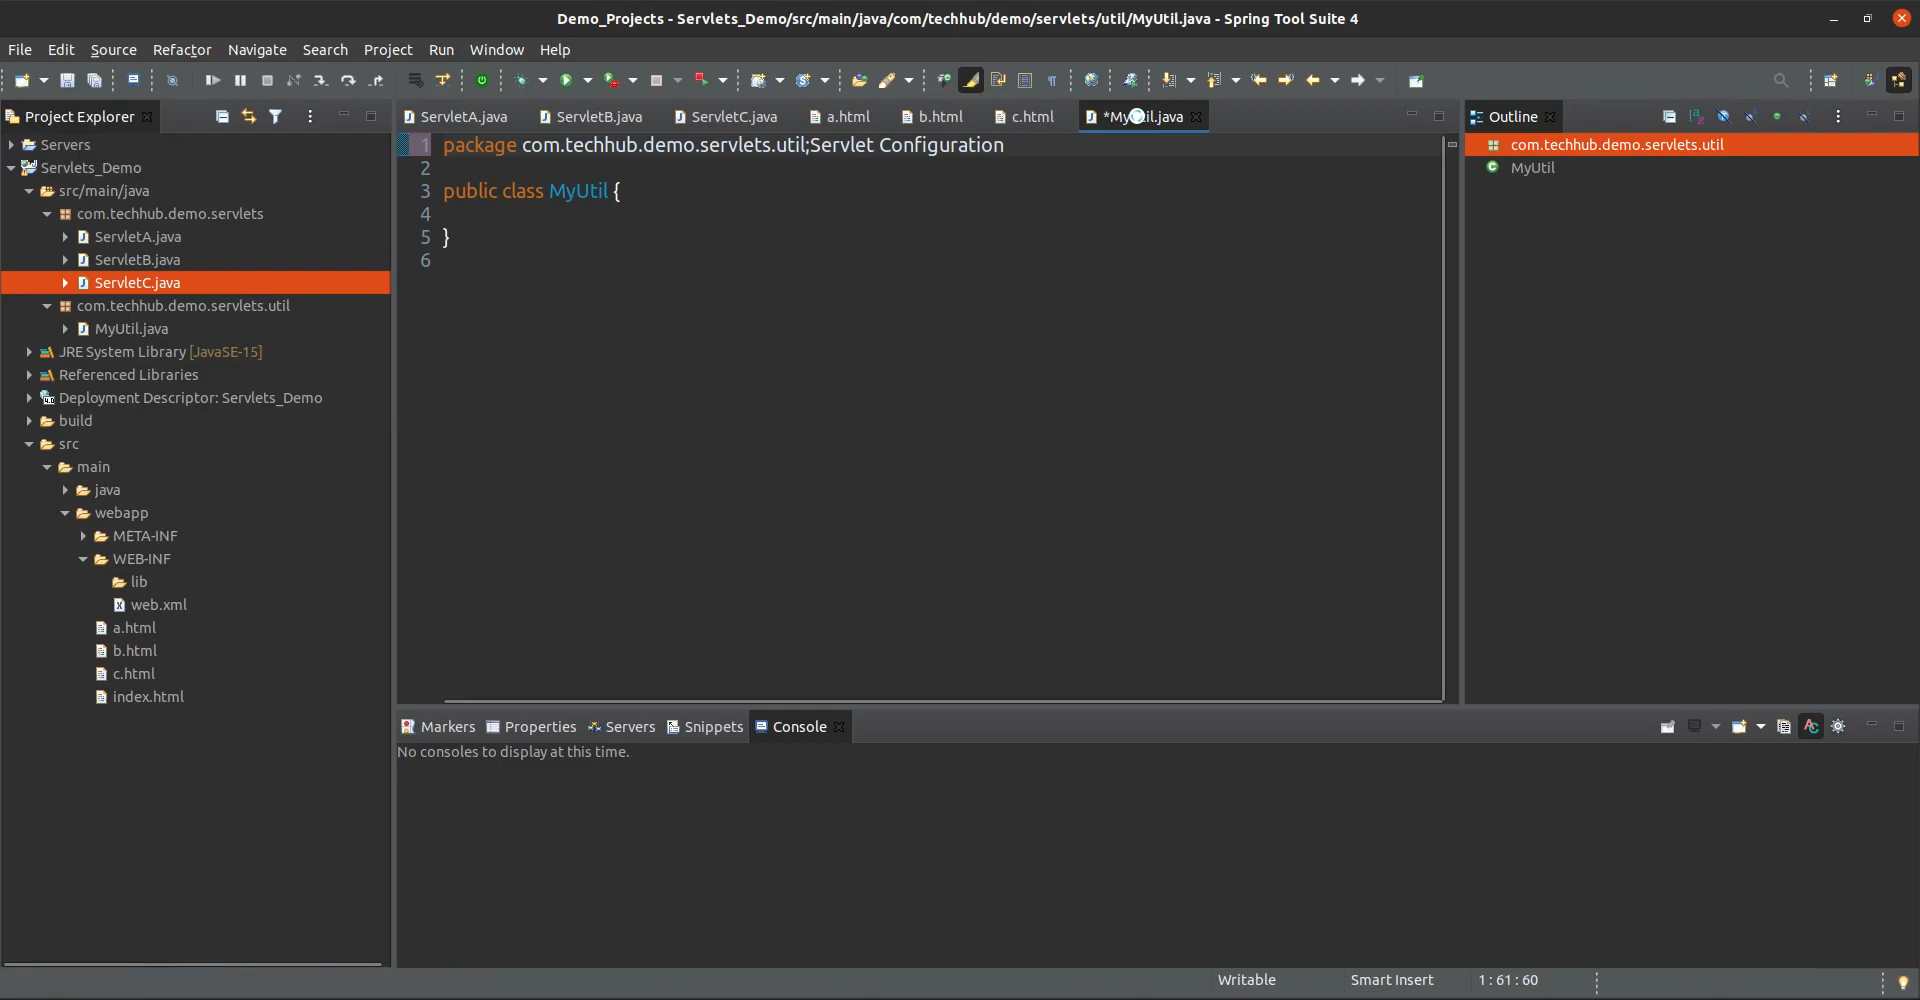 Demo_Projects - Servlets_Demo/src/main/java/com/techhub/demo/servlets/util/MyUtil.java - Spring Tool Suite 4
File Edit Source Refactor Navigate Search Project Run Window Help
Project Explorer
Servers
Servlets_Demo
src/main/java
com.techhub.demo.servlets
ServletA.java
ServletB.java
ServletC.java
com.techhub.demo.servlets.util
MyUtil.java
JRE System Library [JavaSE-15]
Referenced Libraries
Deployment Descriptor: Servlets_Demo
build
src
main
java
webapp
META-INF
WEB-INF
lib
web.xml
a.html
b.html
c.html
index.html
ServletA.java ServletB.java ServletC.java a.html b.html c.html
1 package com.techhub.demo.servlets.util;Servlet Configuration
2
3 public class MyUtil {
4
5 }
6
Outline
com.techhub.demo.servlets.util
MyUtil
Markers Properties Servers Snippets Console
No consoles to display at this time.
Writable Smart Insert 1 : 61 : 60